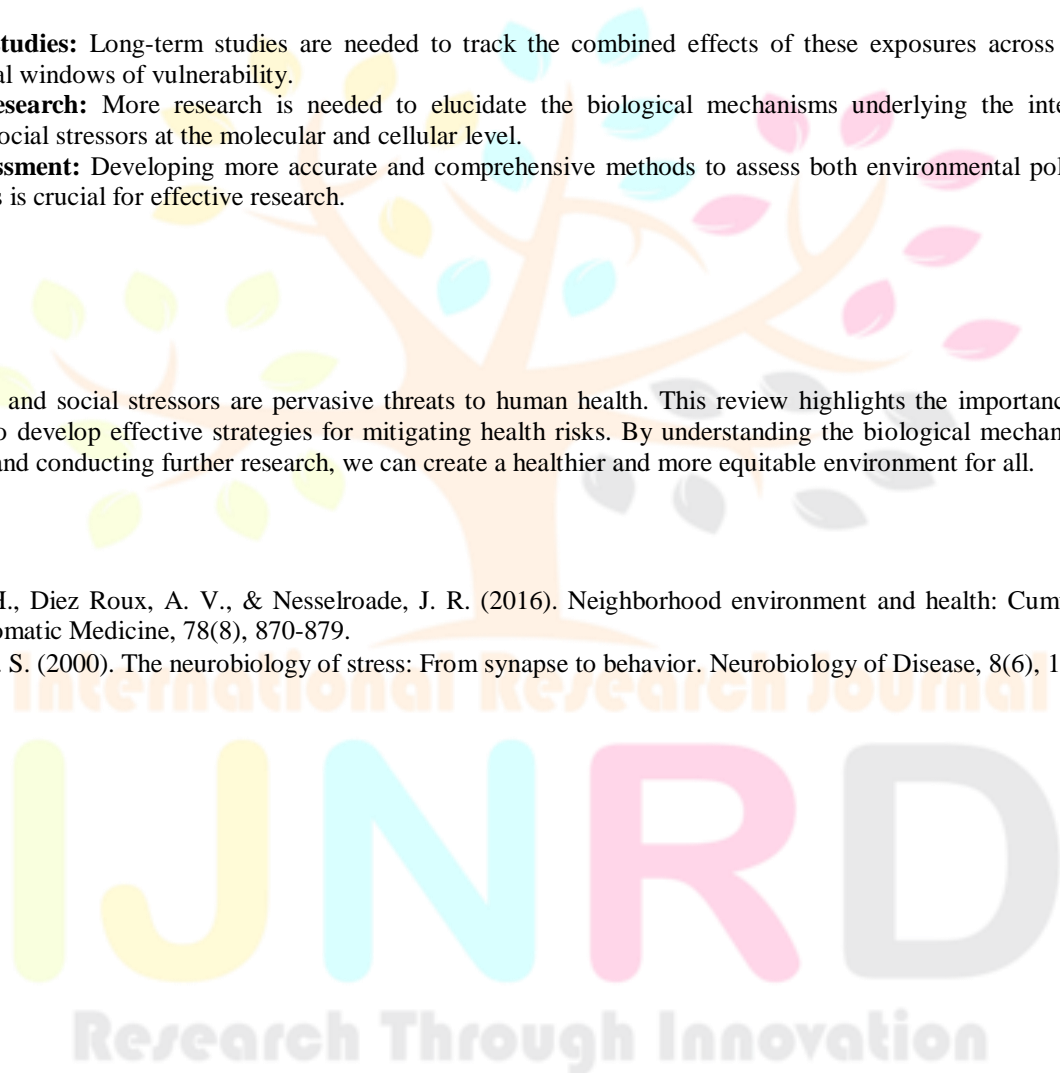 tudies: Long-term studies are needed to track the combined effects of these exposures across
al windows of vulnerability.
esearch: More research is needed to elucidate the biological mechanisms underlying the inte
ocial stressors at the molecular and cellular level.
ssment: Developing more accurate and comprehensive methods to assess both environmental pol
s is crucial for effective research.
and social stressors are pervasive threats to human health. This review highlights the importanc
o develop effective strategies for mitigating health risks. By understanding the biological mechan
and conducting further research, we can create a healthier and more equitable environment for all.
H., Diez Roux, A. V., & Nesselroade, J. R. (2016). Neighborhood environment and health: Cum
omatic Medicine, 78(8), 870-879.
. S. (2000). The neurobiology of stress: From synapse to behavior. Neurobiology of Disease, 8(6), 1
International Research Journal
IJNRD
Research Through Innovation